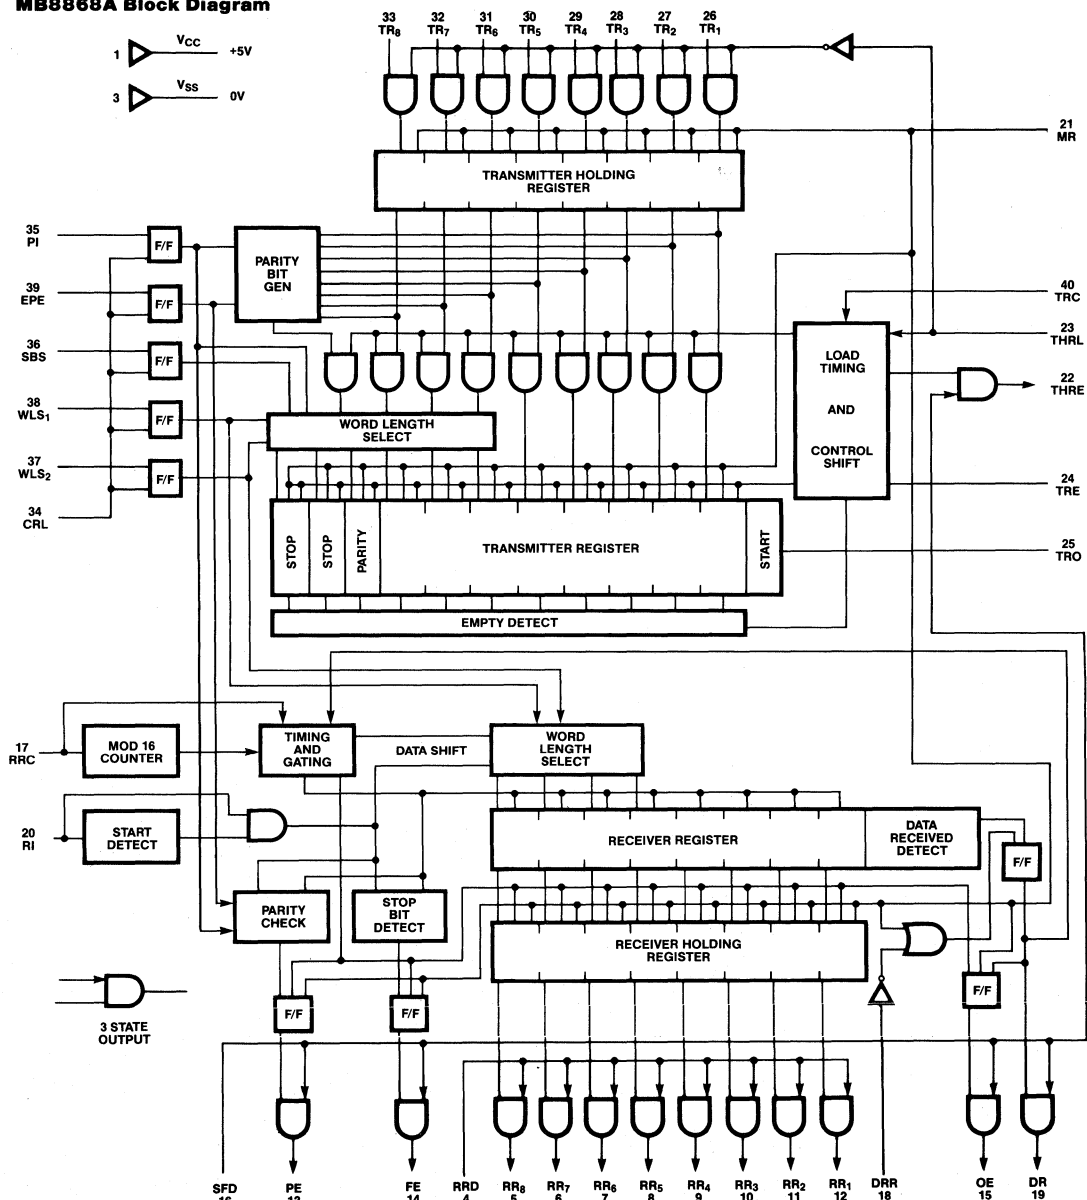 MB8868A Block Diagram
1 VCC +5V
3 VSS 0V
33 32 31 30 29 28 27 26
TR8 TR7 TR6 TR5 TR4 TR3 TR2 TR1
21
MR
TRANSMITTER HOLDING
REGISTER
35
PI
F/F
PARITY
BIT
GEN
39
EPE
F/F
40
TRC
36
SBS
F/F
23
THRL
LOAD
TIMING
AND
CONTROL
SHIFT
22
THRE
38
WLS1
F/F
WORD LENGTH
SELECT
37
WLS2
F/F
24
TRE
34
CRL
STOP
STOP
PARITY
TRANSMITTER REGISTER
START
25
TRO
EMPTY DETECT
17
RRC
MOD 16
COUNTER
TIMING
AND
GATING
DATA SHIFT
WORD
LENGTH
SELECT
20
RI
START
DETECT
RECEIVER REGISTER
DATA
RECEIVED
DETECT
F/F
PARITY
CHECK
STOP
BIT
DETECT
RECEIVER HOLDING
REGISTER
F/F
F/F
F/F
3 STATE
OUTPUT
SFD PE FE RRD RR8 RR7 RR6 RR5 RR4 RR3 RR2 RR1 DRR OE DR
16 13 14 4 5 6 7 8 9 10 11 12 18 15 19